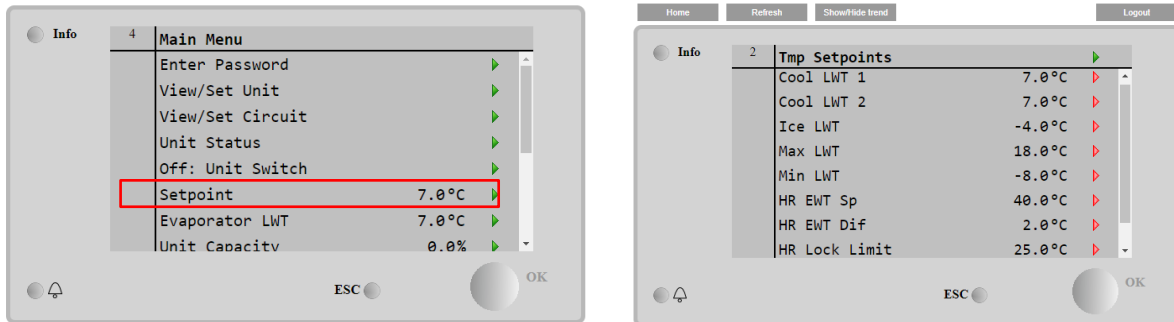 Info
4 Main Menu
Enter Password
View/Set Unit
View/Set Circuit
Unit Status
Off: Unit Switch
Setpoint 7.0°C
Evaporator LWT 7.0°C
Unit Capacity 0.0%
ESC
OK
Home Refresh Show/Hide trend Logout
Info
2 Tmp Setpoints
Cool LWT 1 7.0°C
Cool LWT 2 7.0°C
Ice LWT -4.0°C
Max LWT 18.0°C
Min LWT -8.0°C
HR EWT Sp 40.0°C
HR EWT Dif 2.0°C
HR Lock Limit 25.0°C
ESC
OK